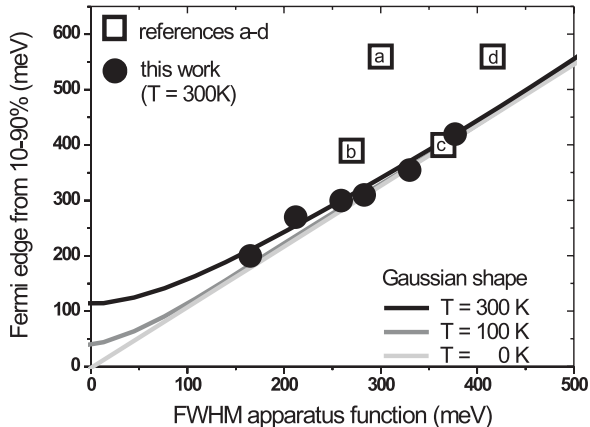 600
500
400
300
200
100
0
Fermi edge from 10-90% (meV)
references a-d
this work
(T = 300K)
a
d
b
c
Gaussian shape
T = 300 K
T = 100 K
T = 0 K
0
100
200
300
400
500
FWHM apparatus function (meV)